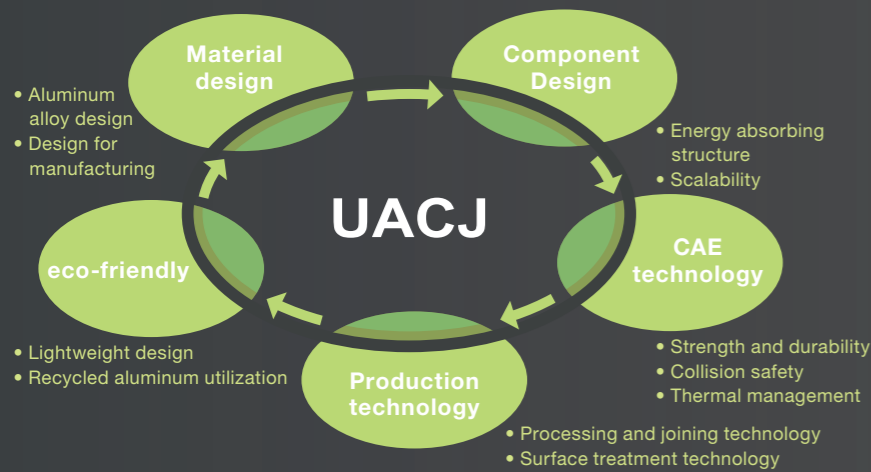 Material
design
Component
Design
• Aluminum
alloy design
• Design for
manufacturing
• Energy absorbing
structure
• Scalability
UACJ
eco-friendly
CAE
technology
• Lightweight design
• Recycled aluminum utilization
• Strength and durability
• Collision safety
• Thermal management
Production
technology
• Processing and joining technology
• Surface treatment technology